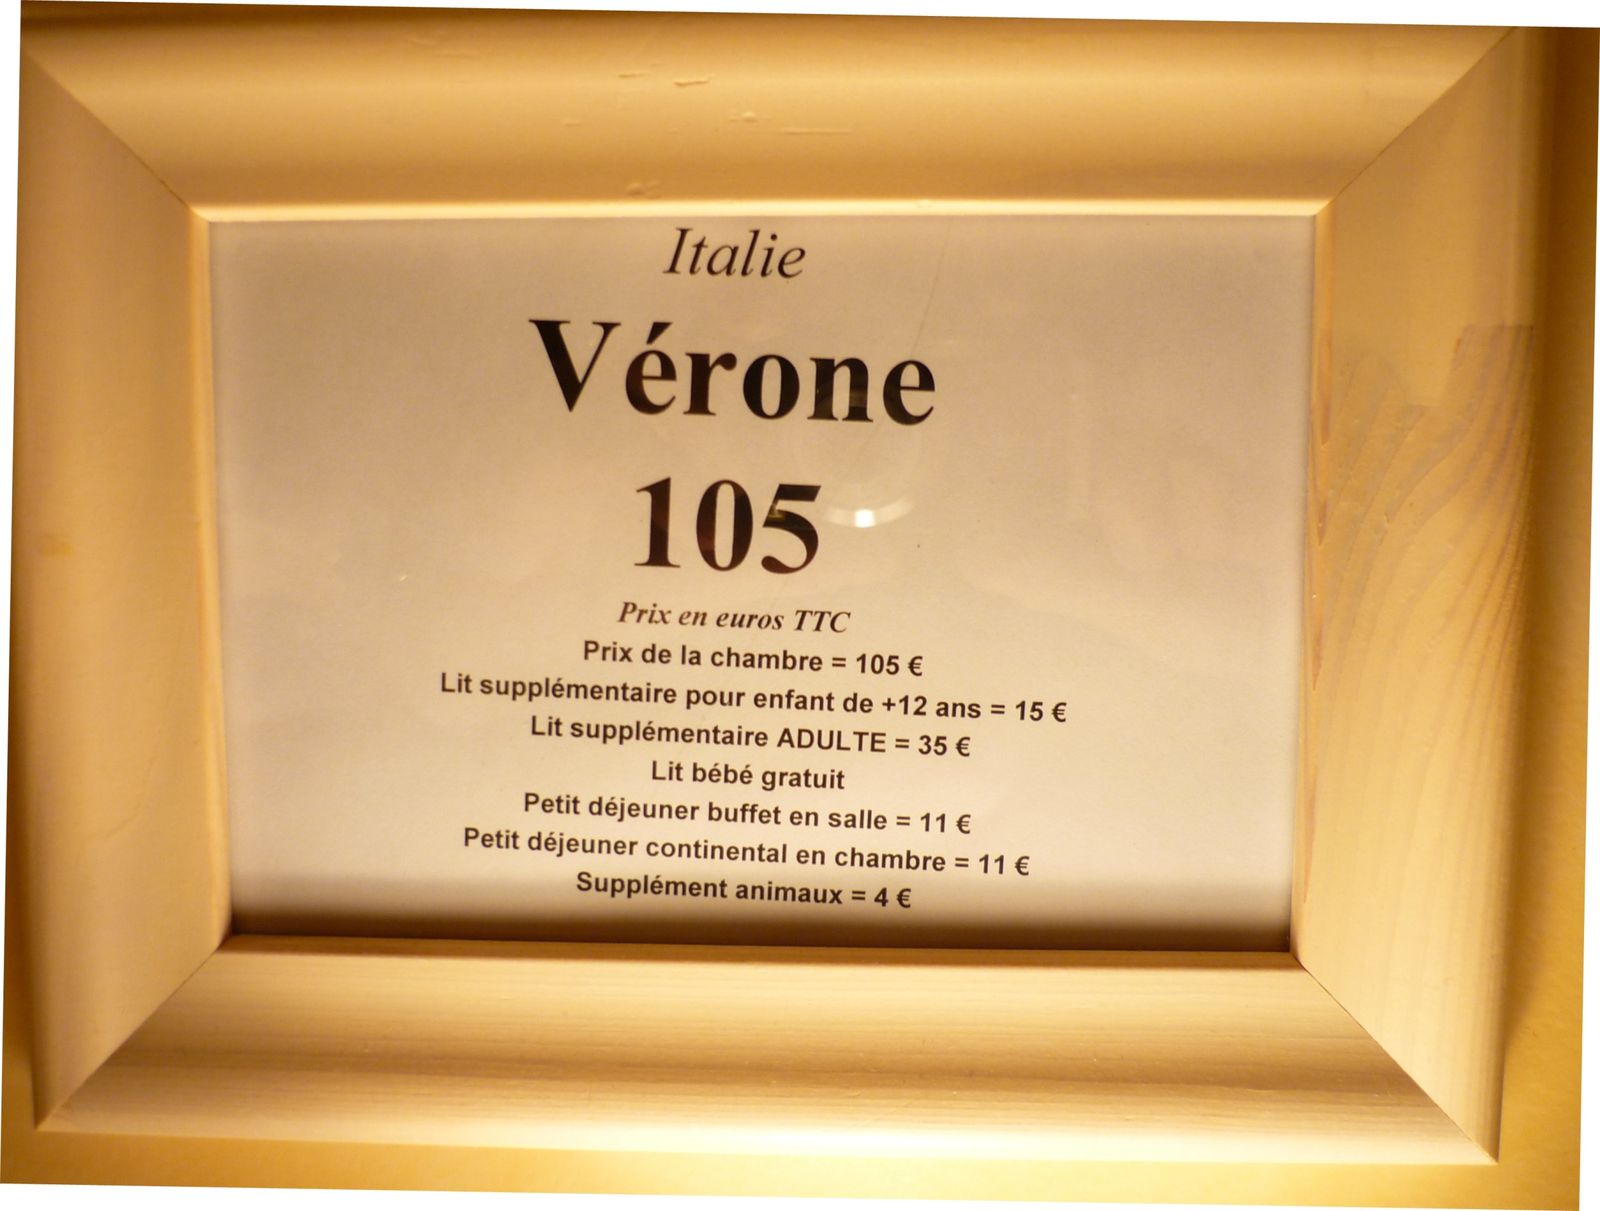 Italie
Vérone
105
Prix en euros TTC
Prix de la chambre = 105 €
Lit supplémentaire pour enfant de +12 ans = 15 €
Lit supplémentaire ADULTE = 35 €
Lit bébé gratuit
Petit déjeuner buffet en salle = 11 €
Petit déjeuner continental en chambre = 11 €
Supplément animaux = 4 €